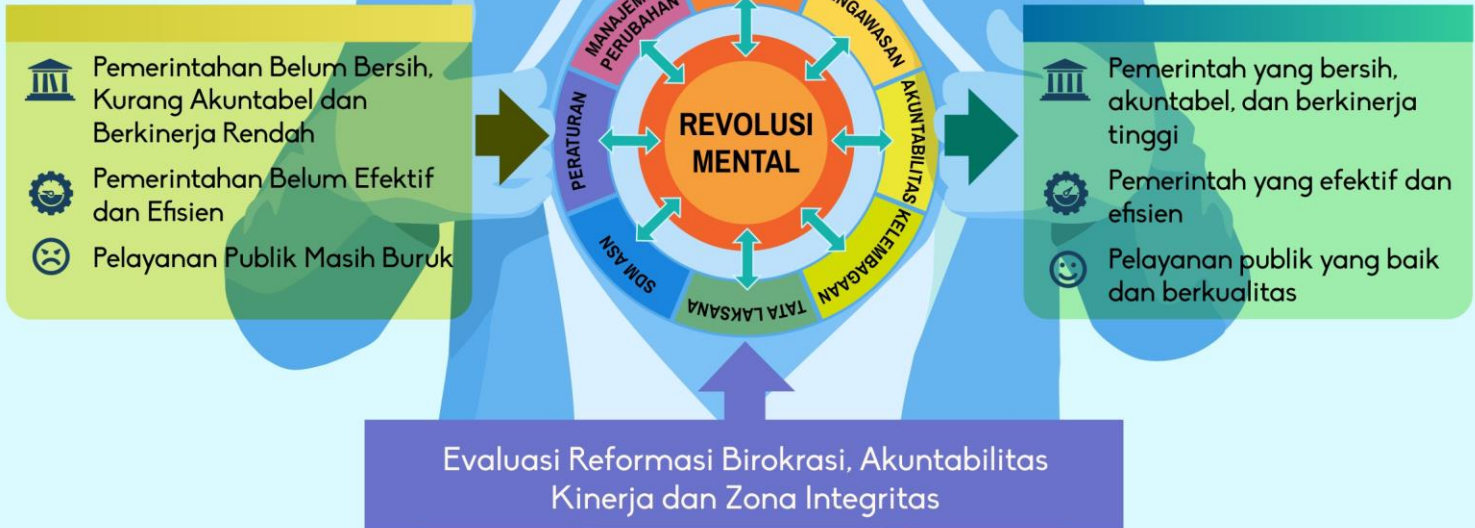 Pemerintahan Belum Bersih,
Kurang Akuntabel dan
Berkinerja Rendah
Pemerintahan Belum Efektif
dan Efisien
Pelayanan Publik Masih Buruk
PERUBAHAN
AKUNTABILITAS
KELEMBAGAAN
TATA LAKSANA
SDM ASN
PERATURAN
REVOLUSI
MENTAL
Pemerintah yang bersih,
akuntabel, dan berkinerja
tinggi
Pemerintah yang efektif dan
efisien
Pelayanan publik yang baik
dan berkualitas
Evaluasi Reformasi Birokrasi, Akuntabilitas
Kinerja dan Zona Integritas